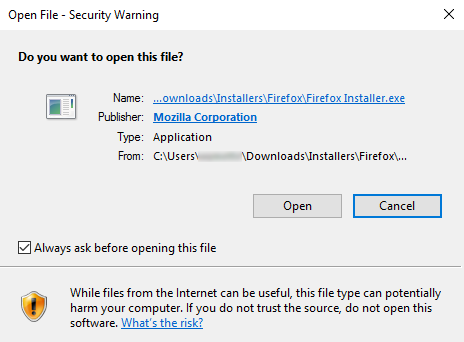 Open File - Security Warning
Do you want to open this file?
Name: ...ownloads\Installers\Firefox\Firefox Installer.exe
Publisher: Mozilla Corporation
Type: Application
From: C:\Users\ \Downloads\Installers\Firefox\...
Open Cancel
Always ask before opening this file
While files from the Internet can be useful, this file type can potentially
harm your computer. If you do not trust the source, do not open this
software. What's the risk?